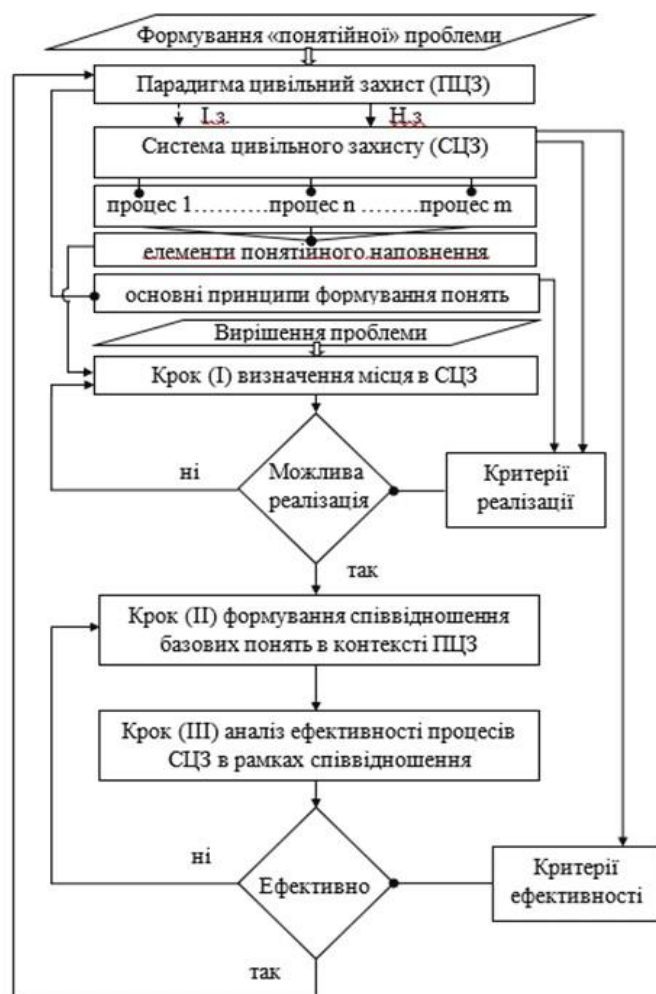 Формування «понятійної» проблеми
Парадигма цивільний захист (ПЦЗ)
І.з. Н.з
Система цивільного захисту (СЦЗ)
процес 1..........процес n ........процес m
елементи понятійного наповнення
основні принципи формування понять
Вирішення проблеми
Крок (I) визначення місця в СЦЗ
ні
Можлива
реалізація
Критерії
реалізації
так
Крок (II) формування співвідношення
базових понять в контексті ПЦЗ
Крок (III) аналіз ефективності процесів
СЦЗ в рамках співвідношення
ні
Ефективно
Критерії
ефективності
так